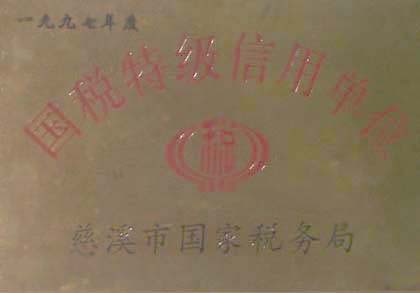 一九九七年度
国税特级信用单位
税
慈溪市国家税务局